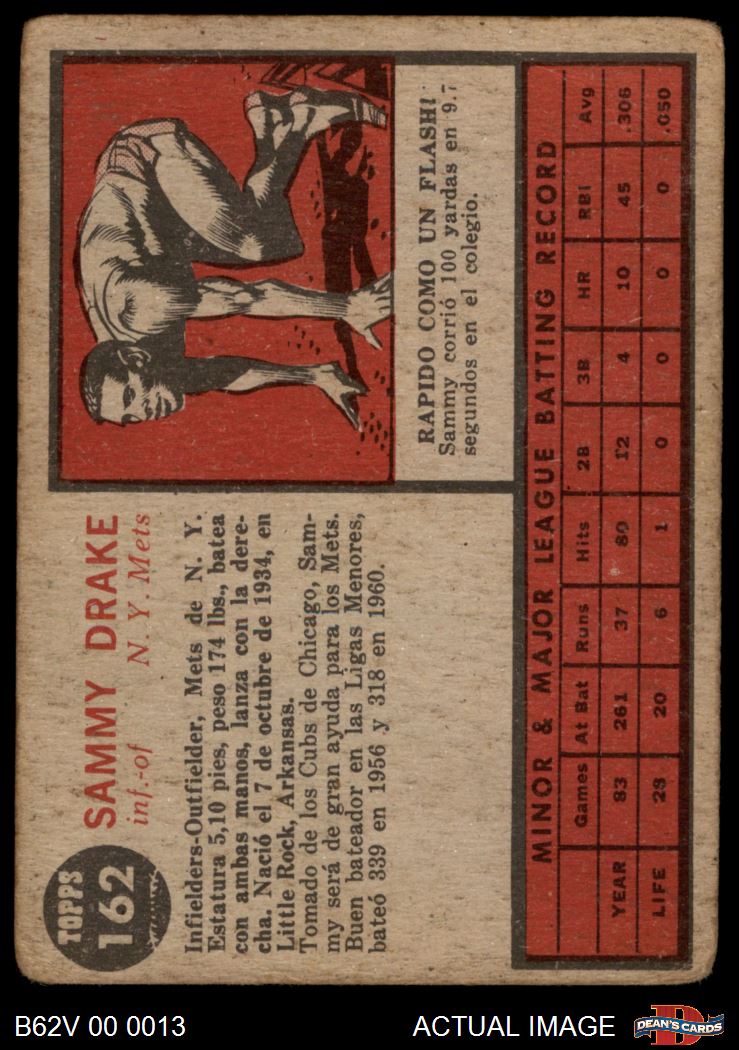 TOPPS
162
SAMMY DRAKE
inf.-of N. Y. Mets
Infielders-Outfielder, Mets de N. Y.
Estatura 5,10 pies, peso 174 lbs., batea
con ambas manos, lanza con la dere-
cha. Nació el 7 de octubre de 1934, en
Little Rock, Arkansas.
Tomado de los Cubs de Chicago, Sam-
my será de gran ayuda para los Mets.
Buen bateador en las Ligas Menores,
bateó 339 en 1956 y 318 en 1960.
RAPIDO COMO UN FLASH!
Sammy corrió 100 yardas en 9.7
segundos en el colegio.
MINOR & MAJOR LEAGUE BATTING RECORD
Games At Bat Runs Hits 2B 3B HR RBI Avg
YEAR 83 261 37 80 12 4 10 45 .306
LIFE 28 20 6 1 0 0 0 0 .050
B62V 00 0013
ACTUAL IMAGE
D
DEAN'S CARDS